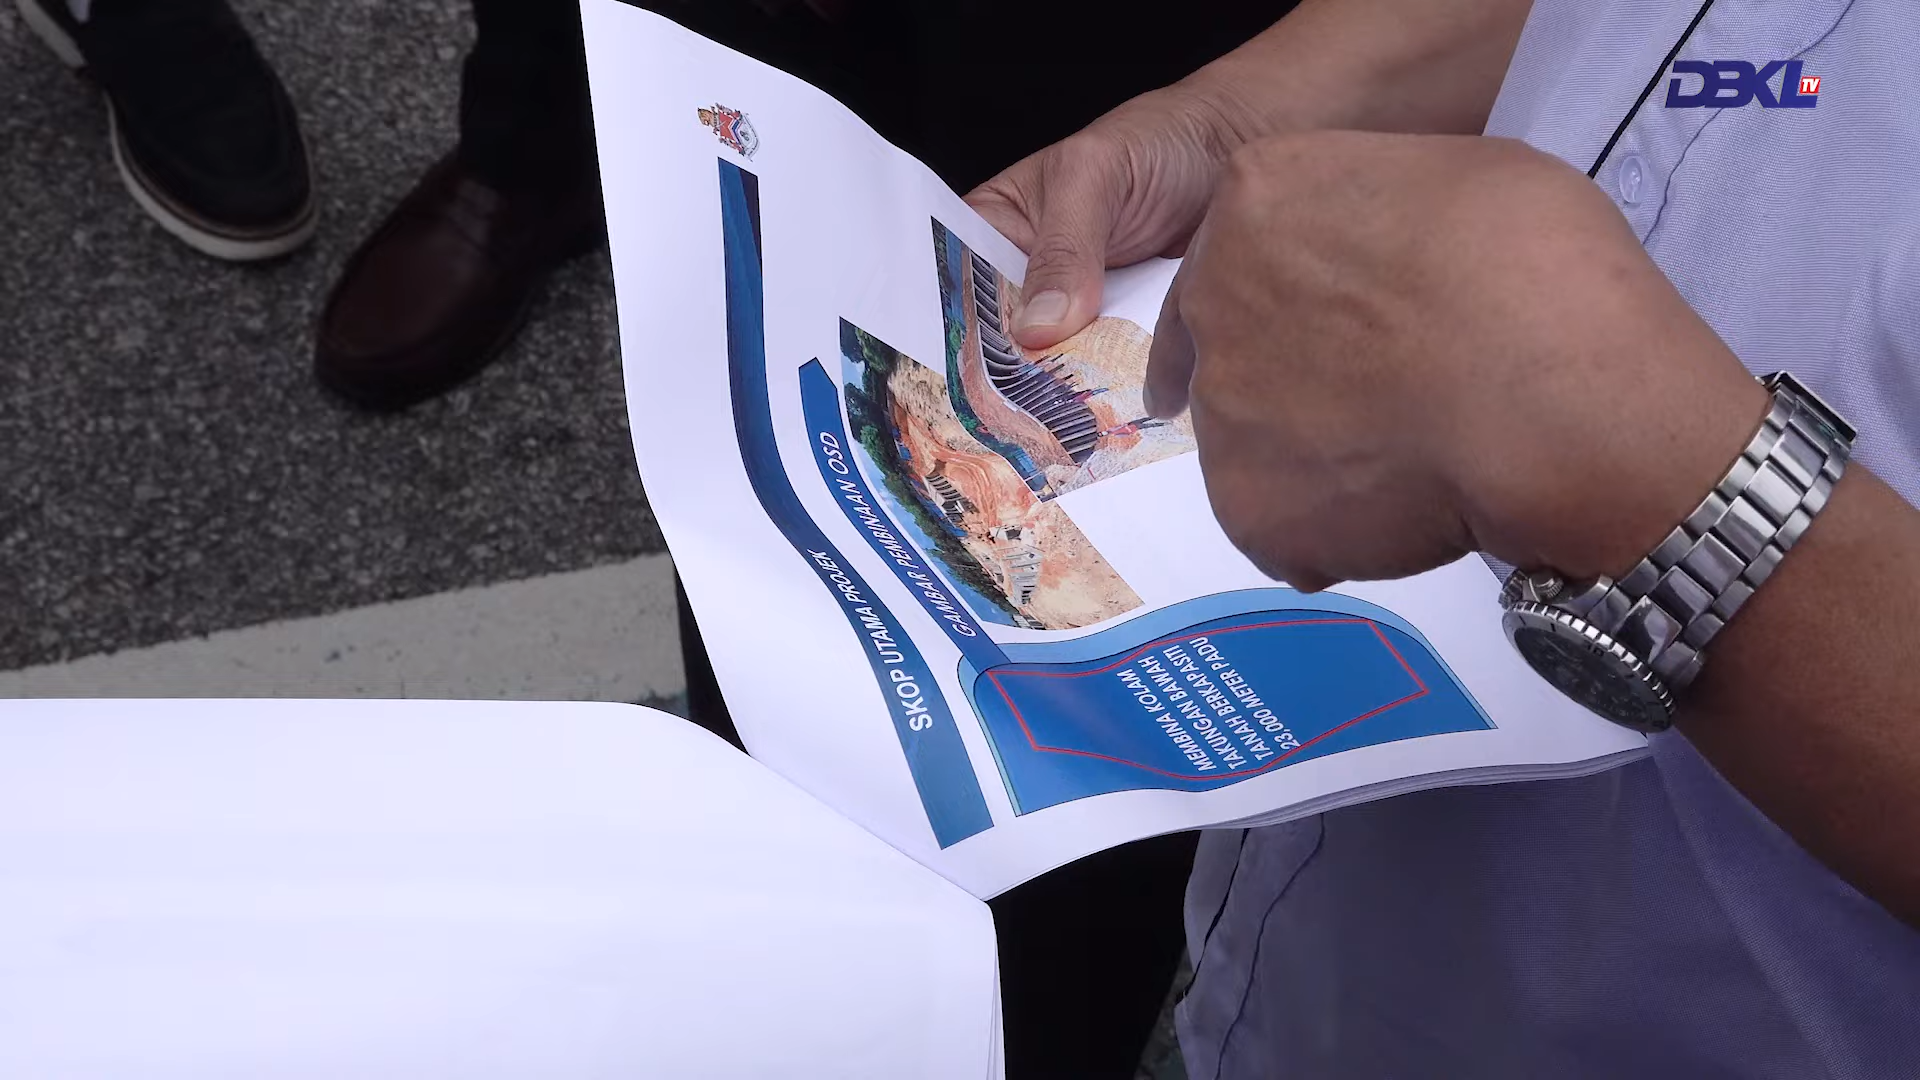 DBKL TV
SKOP UTAMA PROJEK
GAMBAR PEMBINAAN OSD
MEMBINA KOLAM
TAKUNGAN BAWAH
TANAH BERKAPASITI
23,000 METER PADU